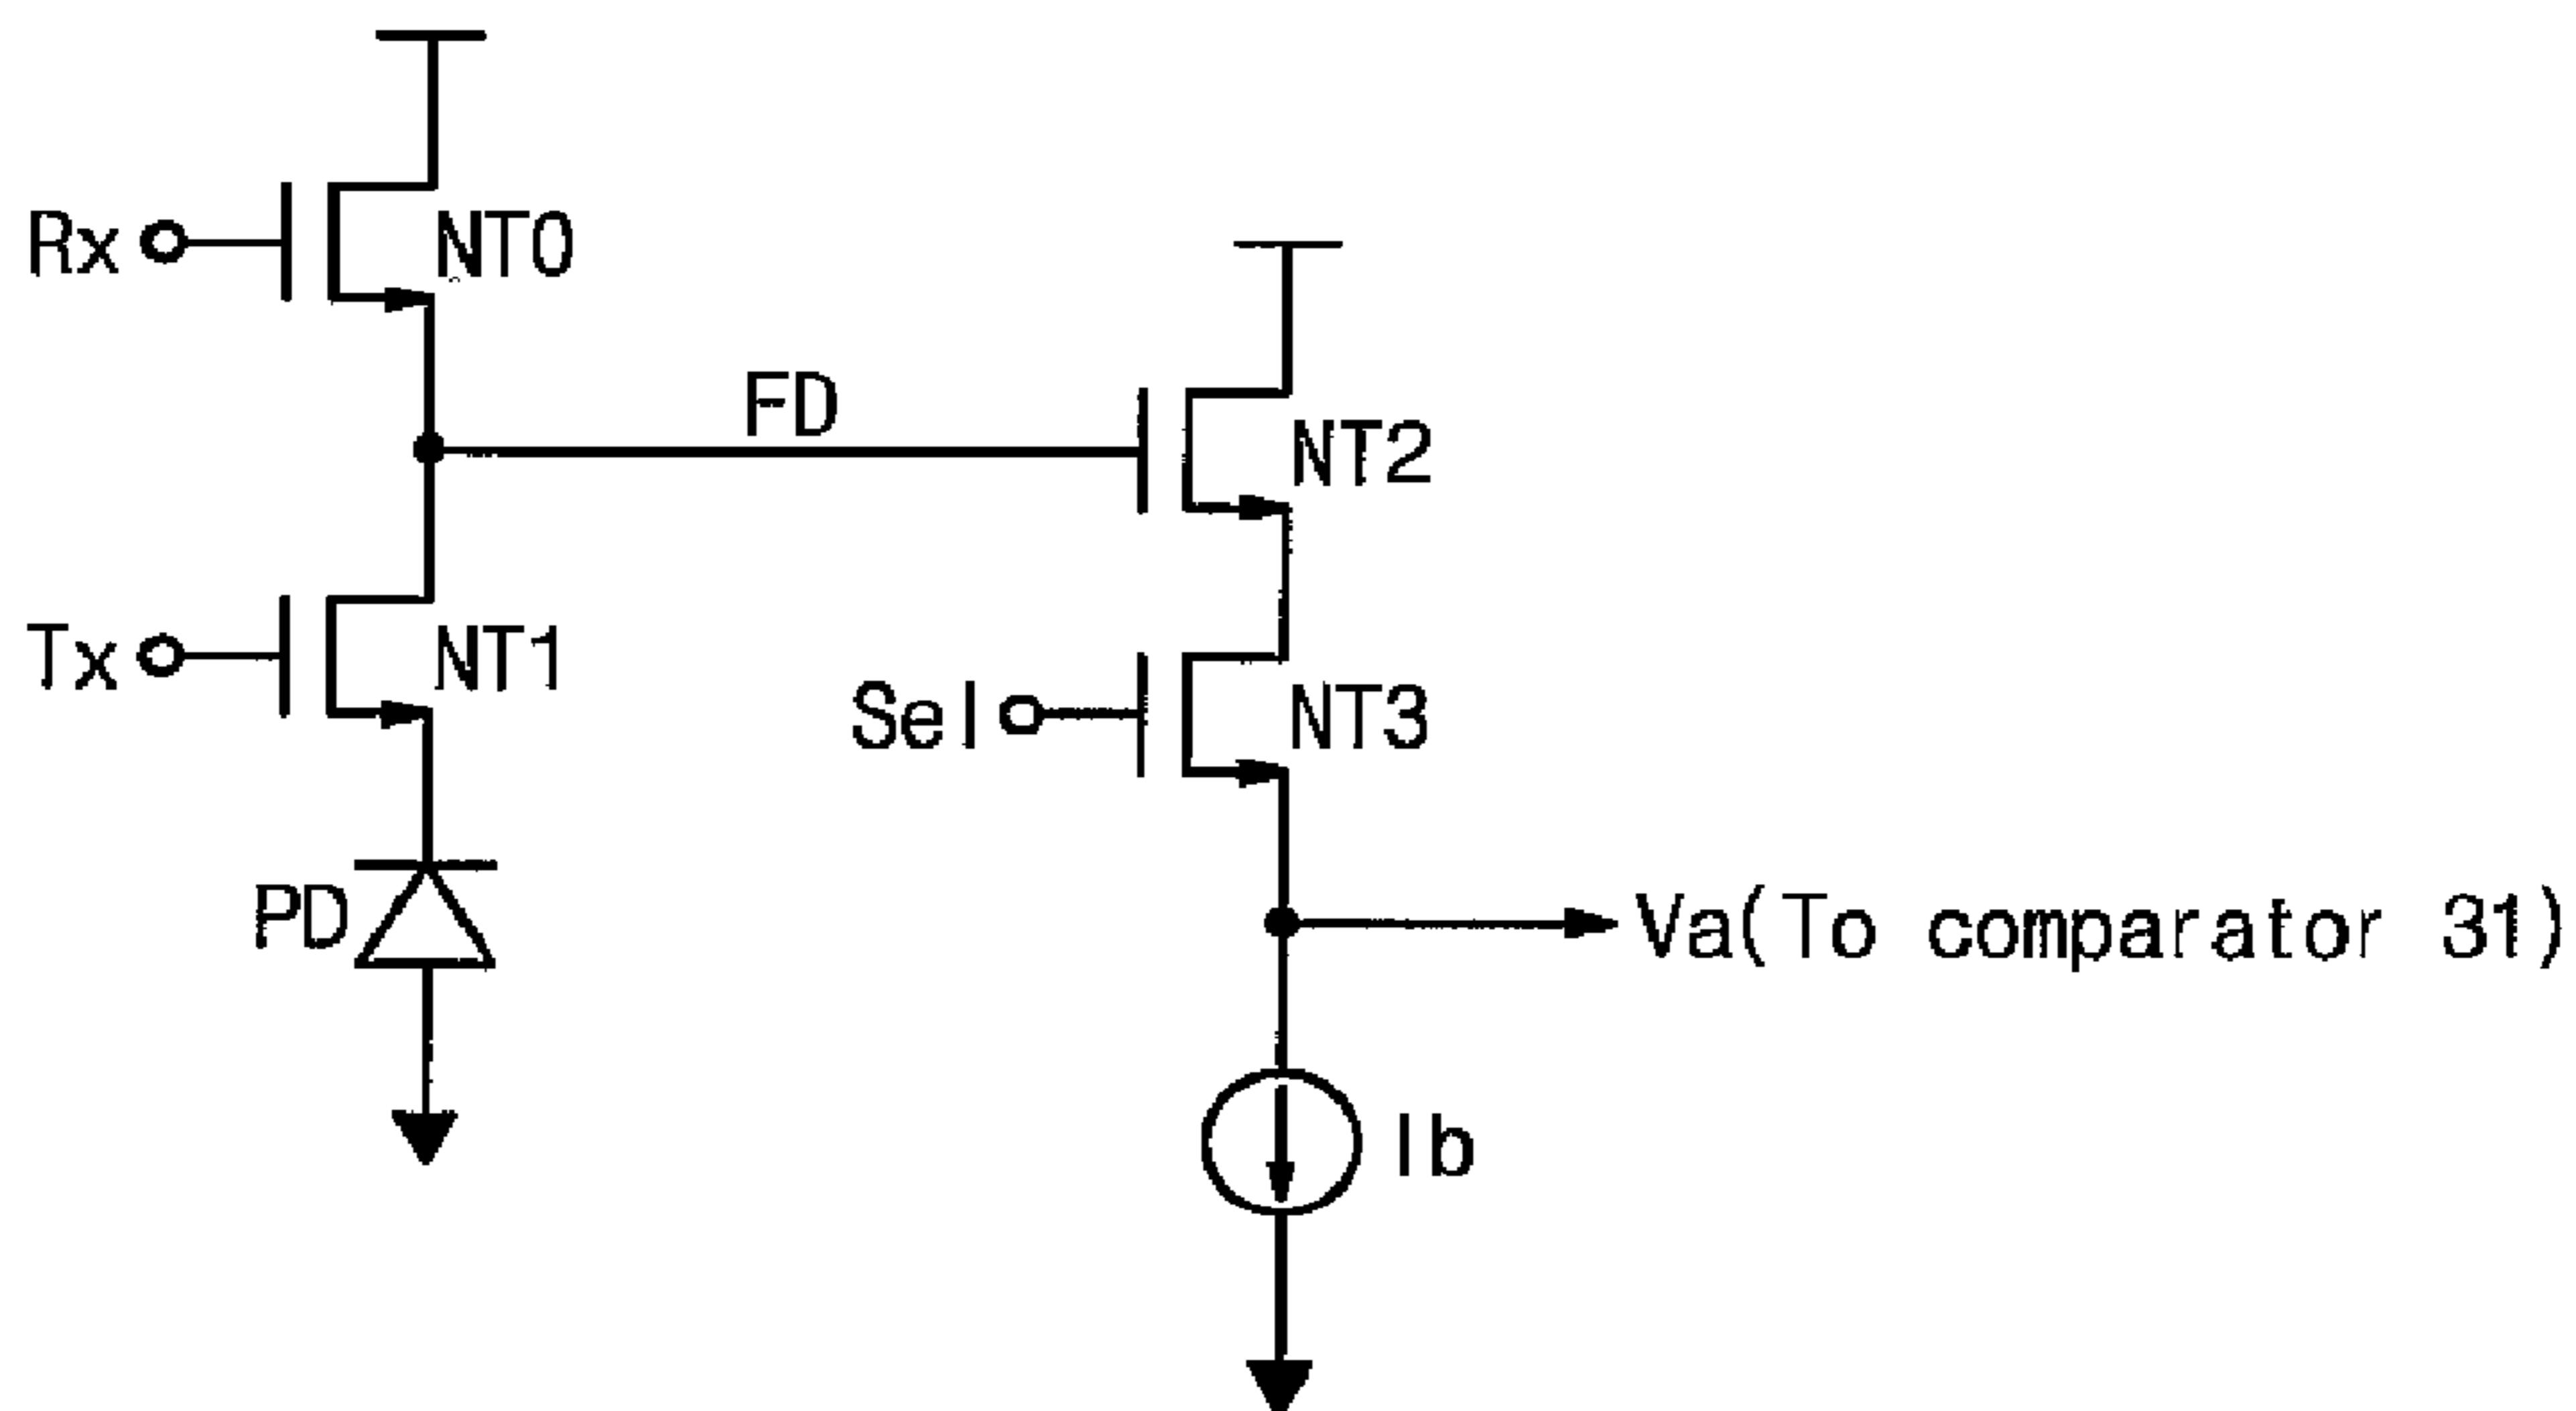 Rx
NT0
FD
NT2
Tx
NT1
Sel
NT3
PD
Va(To comparator 31)
Ib